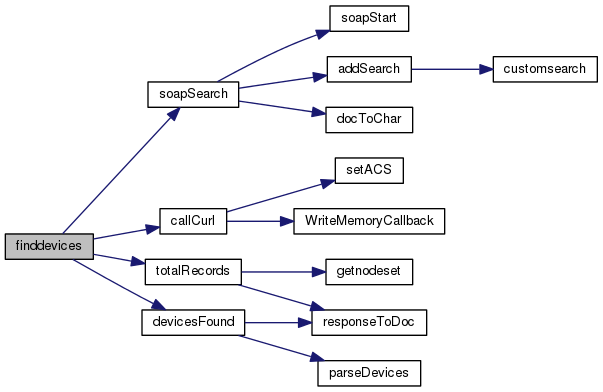 soapStart
addSearch
customsearch
soapSearch
docToChar
setACS
callCurl
WriteMemoryCallback
finddevices
totalRecords
getnodeset
devicesFound
responseToDoc
parseDevices